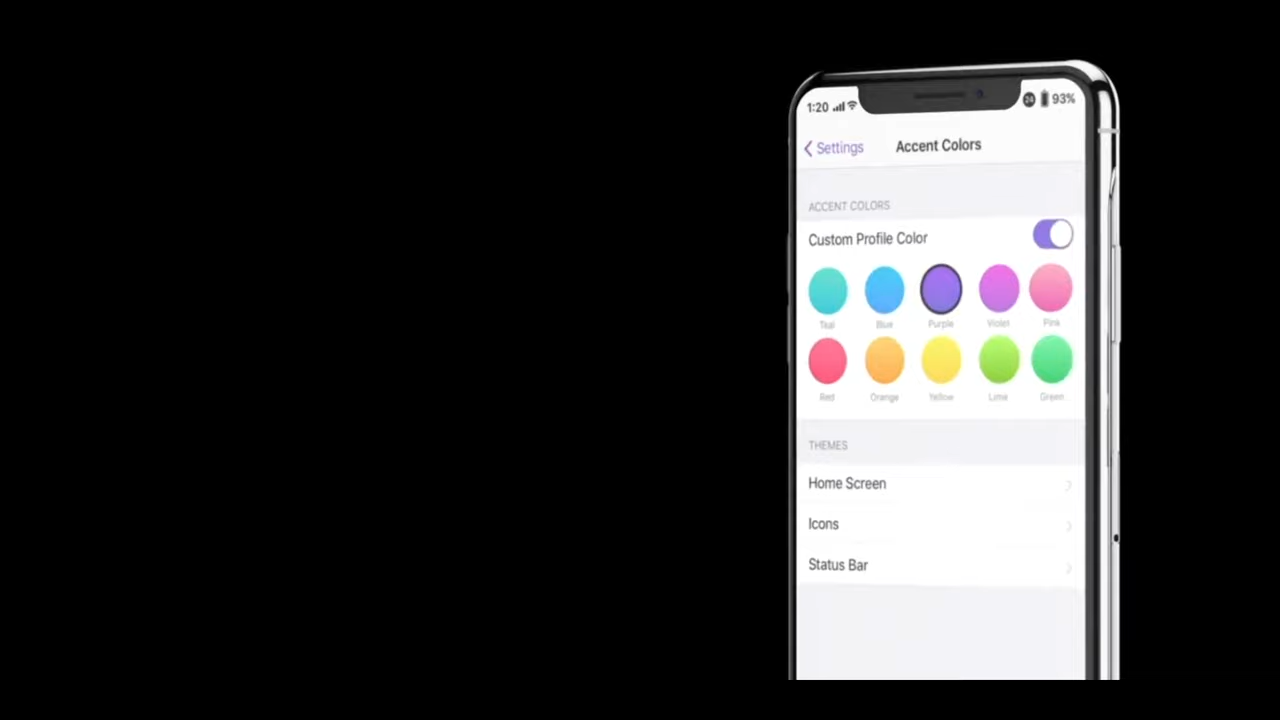 1:20 24 93%
Settings Accent Colors
ACCENT COLORS
Custom Profile Color
Teal Blue Purple Violet Pink
Red Orange Yellow Lime Green
THEMES
Home Screen
Icons
Status Bar